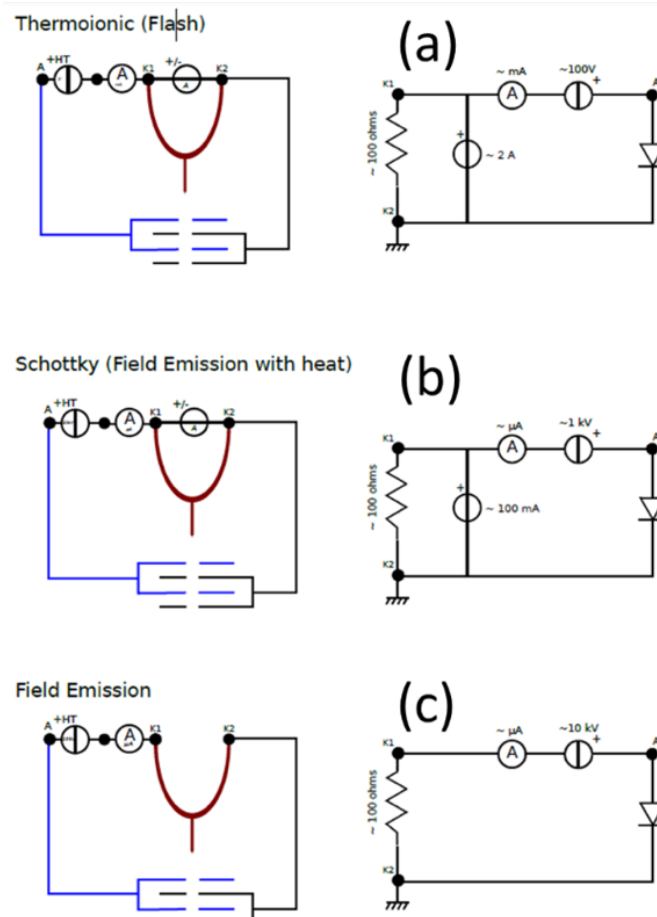 Thermoionic (Flash)
(a)
+HT
A
A
K1
+/-
K2
A
K1
~ mA
~100V
+
A
A
~ 100 ohms
+
~ 2 A
K2
Schottky (Field Emission with heat)
(b)
+HT
A
A
K1
+/-
K2
A
K1
~ µA
~1 kV
+
A
A
~ 100 ohms
+
~ 100 mA
K2
Field Emission
(c)
+HT
A
A
µA
K1
K2
K1
~ µA
~10 kV
+
A
A
~ 100 ohms
K2